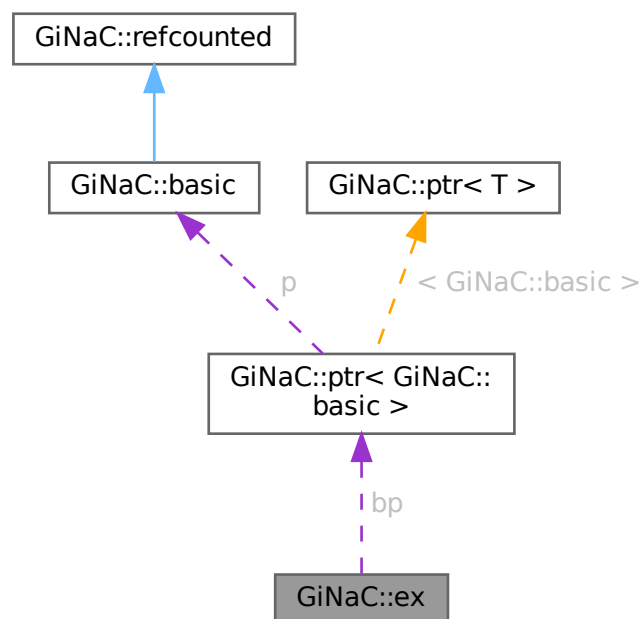 GiNaC::refcounted
GiNaC::basic
GiNaC::ptr< T >
p
< GiNaC::basic >
GiNaC::ptr< GiNaC::
basic >
bp
GiNaC::ex